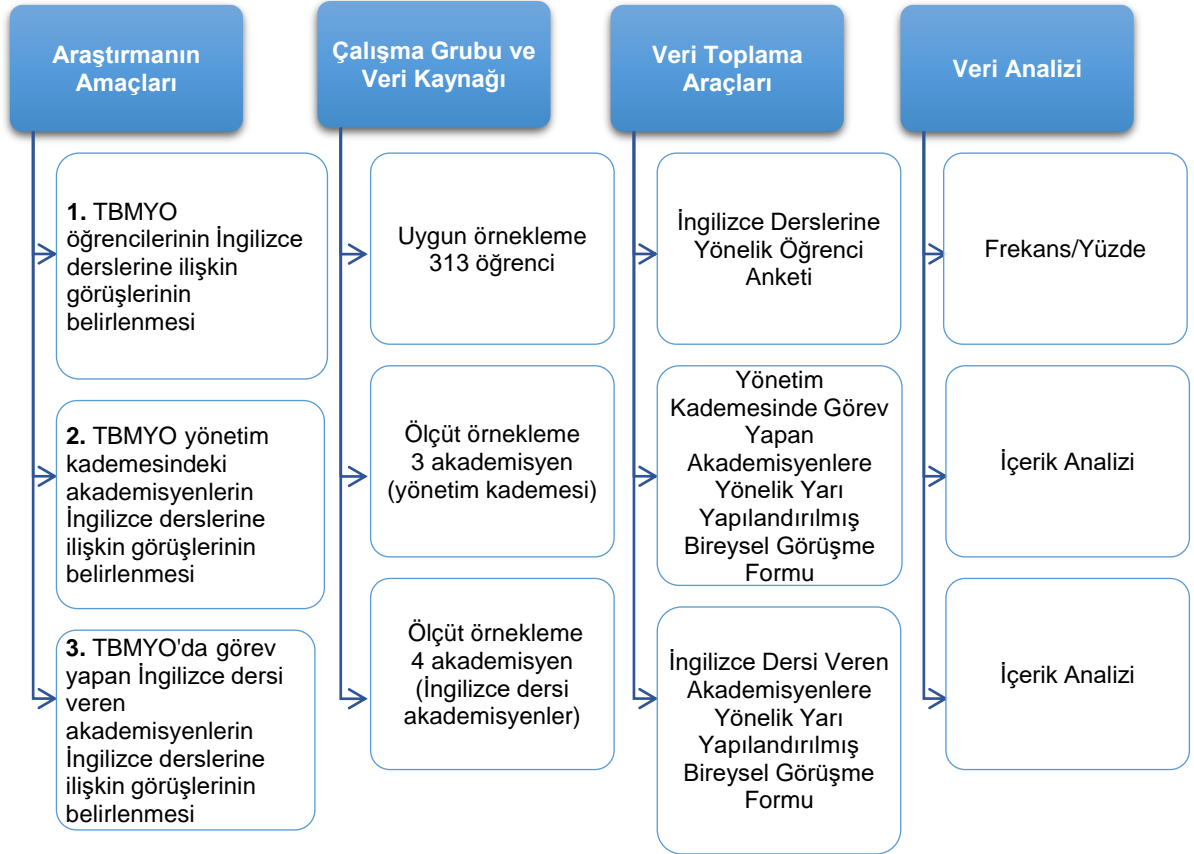 Araştırmanın
Amaçları
1. TBMYO
öğrencilerinin İngilizce
derslerine ilişkin
görüşlerinin
belirlenmesi
2. TBMYO yönetim
kademesindeki
akademisyenlerin
İngilizce derslerine
ilişkin görüşlerinin
belirlenmesi
3. TBMYO'da görev
yapan İngilizce dersi
veren
akademisyenlerin
İngilizce derslerine
ilişkin görüşlerinin
belirlenmesi
Çalışma Grubu ve
Veri Kaynağı
Uygun örnekleme
313 öğrenci
Ölçüt örnekleme
3 akademisyen
(yönetim kademesi)
Ölçüt örnekleme
4 akademisyen
(İngilizce dersi
akademisyenler)
Veri Toplama
Araçları
İngilizce Derslerine
Yönelik Öğrenci
Anketi
Yönetim
Kademesinde Görev
Yapan
Akademisyenlere
Yönelik Yarı
Yapılandırılmış
Bireysel Görüşme
Formu
İngilizce Dersi Veren
Akademisyenlere
Yönelik Yarı
Yapılandırılmış
Bireysel Görüşme
Formu
Veri Analizi
Frekans/Yüzde
İçerik Analizi
İçerik Analizi